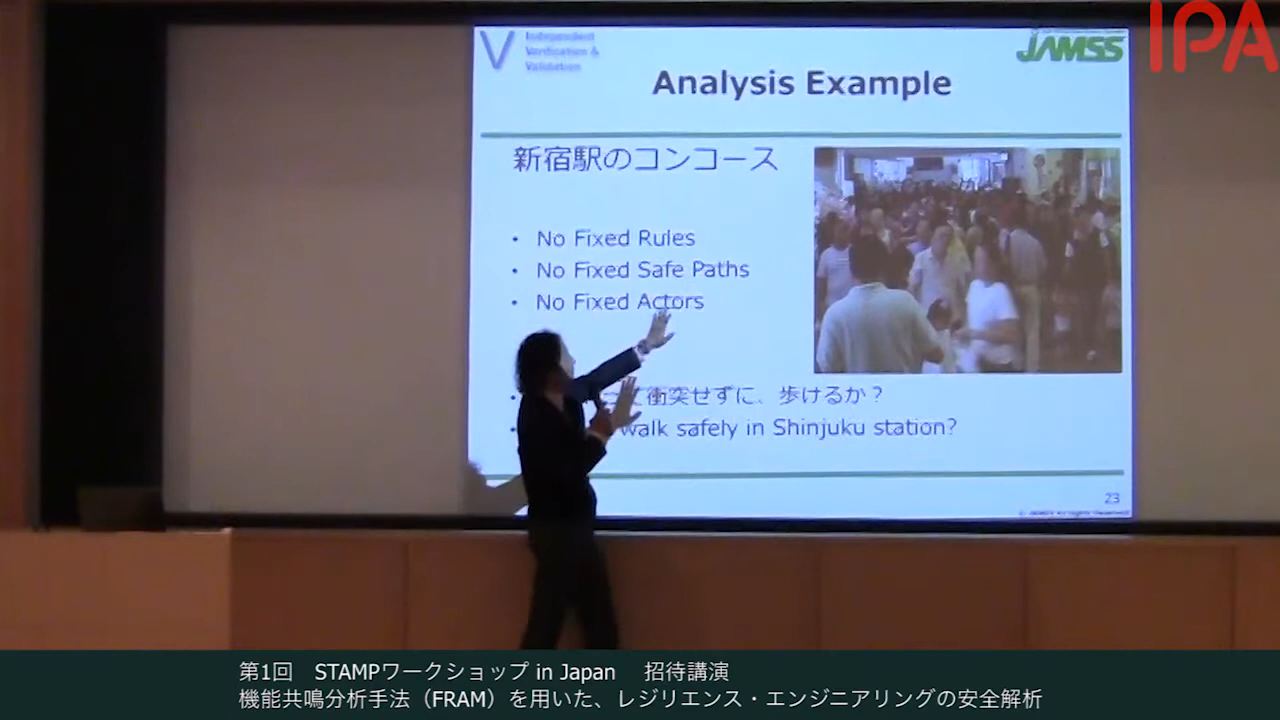 IPA
V
Independent
Verification &
Validation
JAMSS
Analysis Example
新宿駅のコンコース
• No Fixed Rules
• No Fixed Safe Paths
• No Fixed Actors
衝突せずに、歩けるか？
walk safely in Shinjuku station?
23
© JAMSS All Rights Reserved
第1回 STAMPワークショップ in Japan 招待講演
機能共鳴分析手法（FRAM）を用いた、レジリエンス・エンジニアリングの安全解析